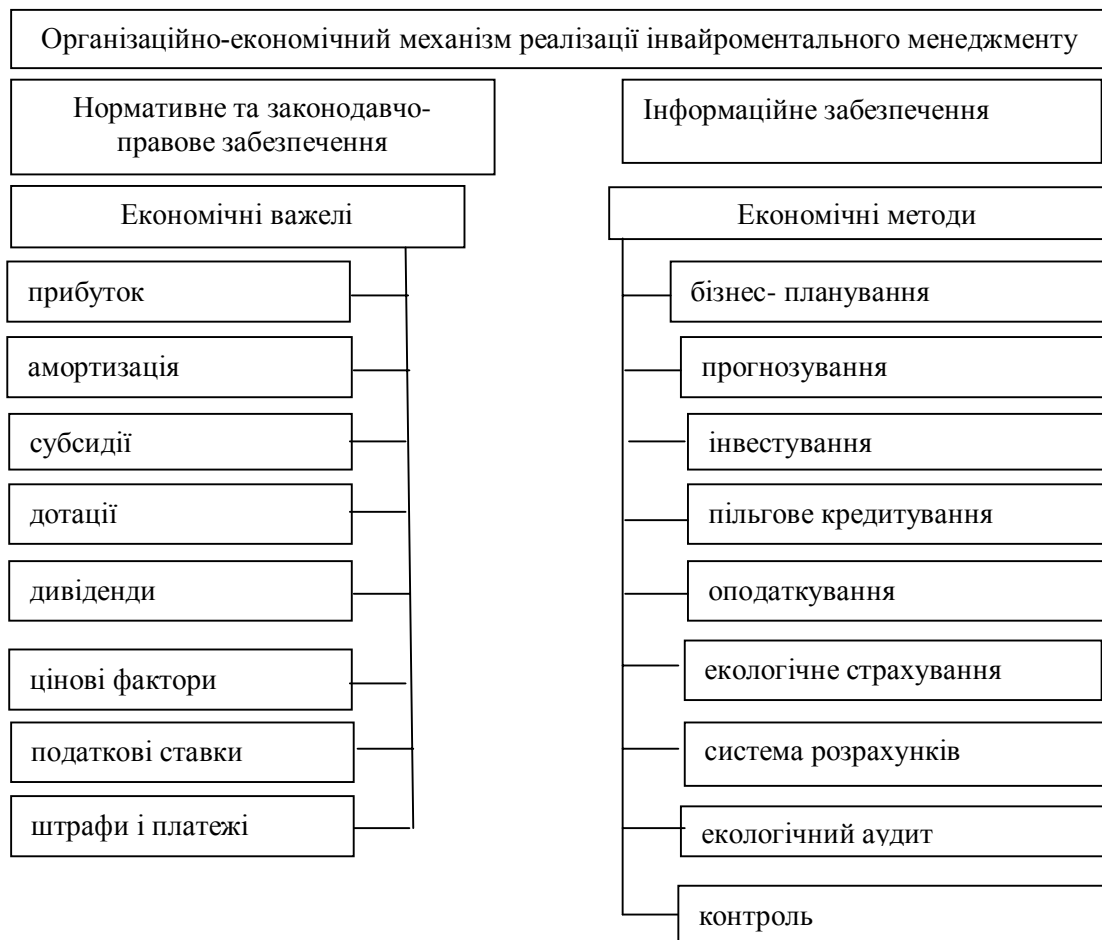 Організаційно-економічний механізм реалізації інвайроментального менеджменту
Нормативне та законодавчо-
правове забезпечення
Інформаційне забезпечення
Економічні важелі
прибуток
амортизація
субсидії
дотації
дивіденди
цінові фактори
податкові ставки
штрафи і платежі
Економічні методи
бізнес- планування
прогнозування
інвестування
пільгове кредитування
оподаткування
екологічне страхування
система розрахунків
екологічний аудит
контроль